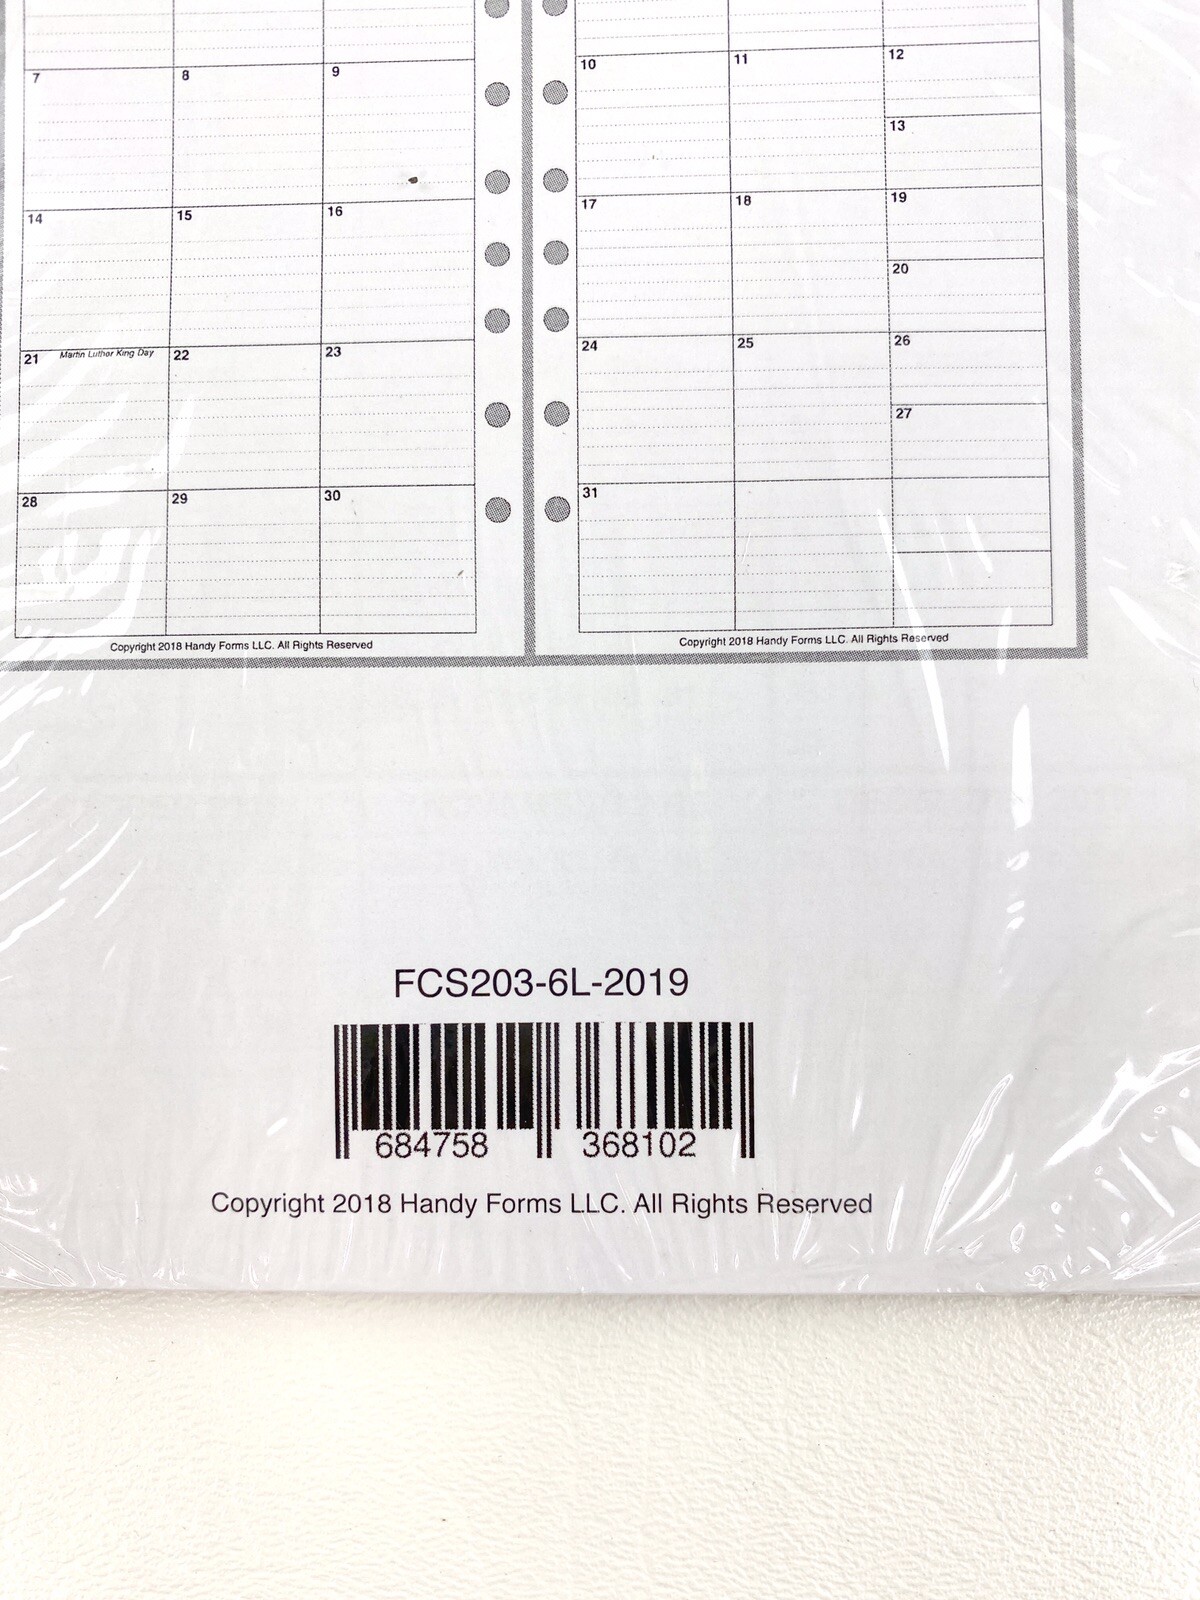 7 8 9 10 11 12
13
14 15 16 17 18 19
20
21 Martin Luther King Day 22 23 24 25 26
27
28 29 30 31
Copyright 2018 Handy Forms LLC. All Rights Reserved
Copyright 2018 Handy Forms LLC. All Rights Reserved
FCS203-6L-2019
684758 368102
Copyright 2018 Handy Forms LLC. All Rights Reserved